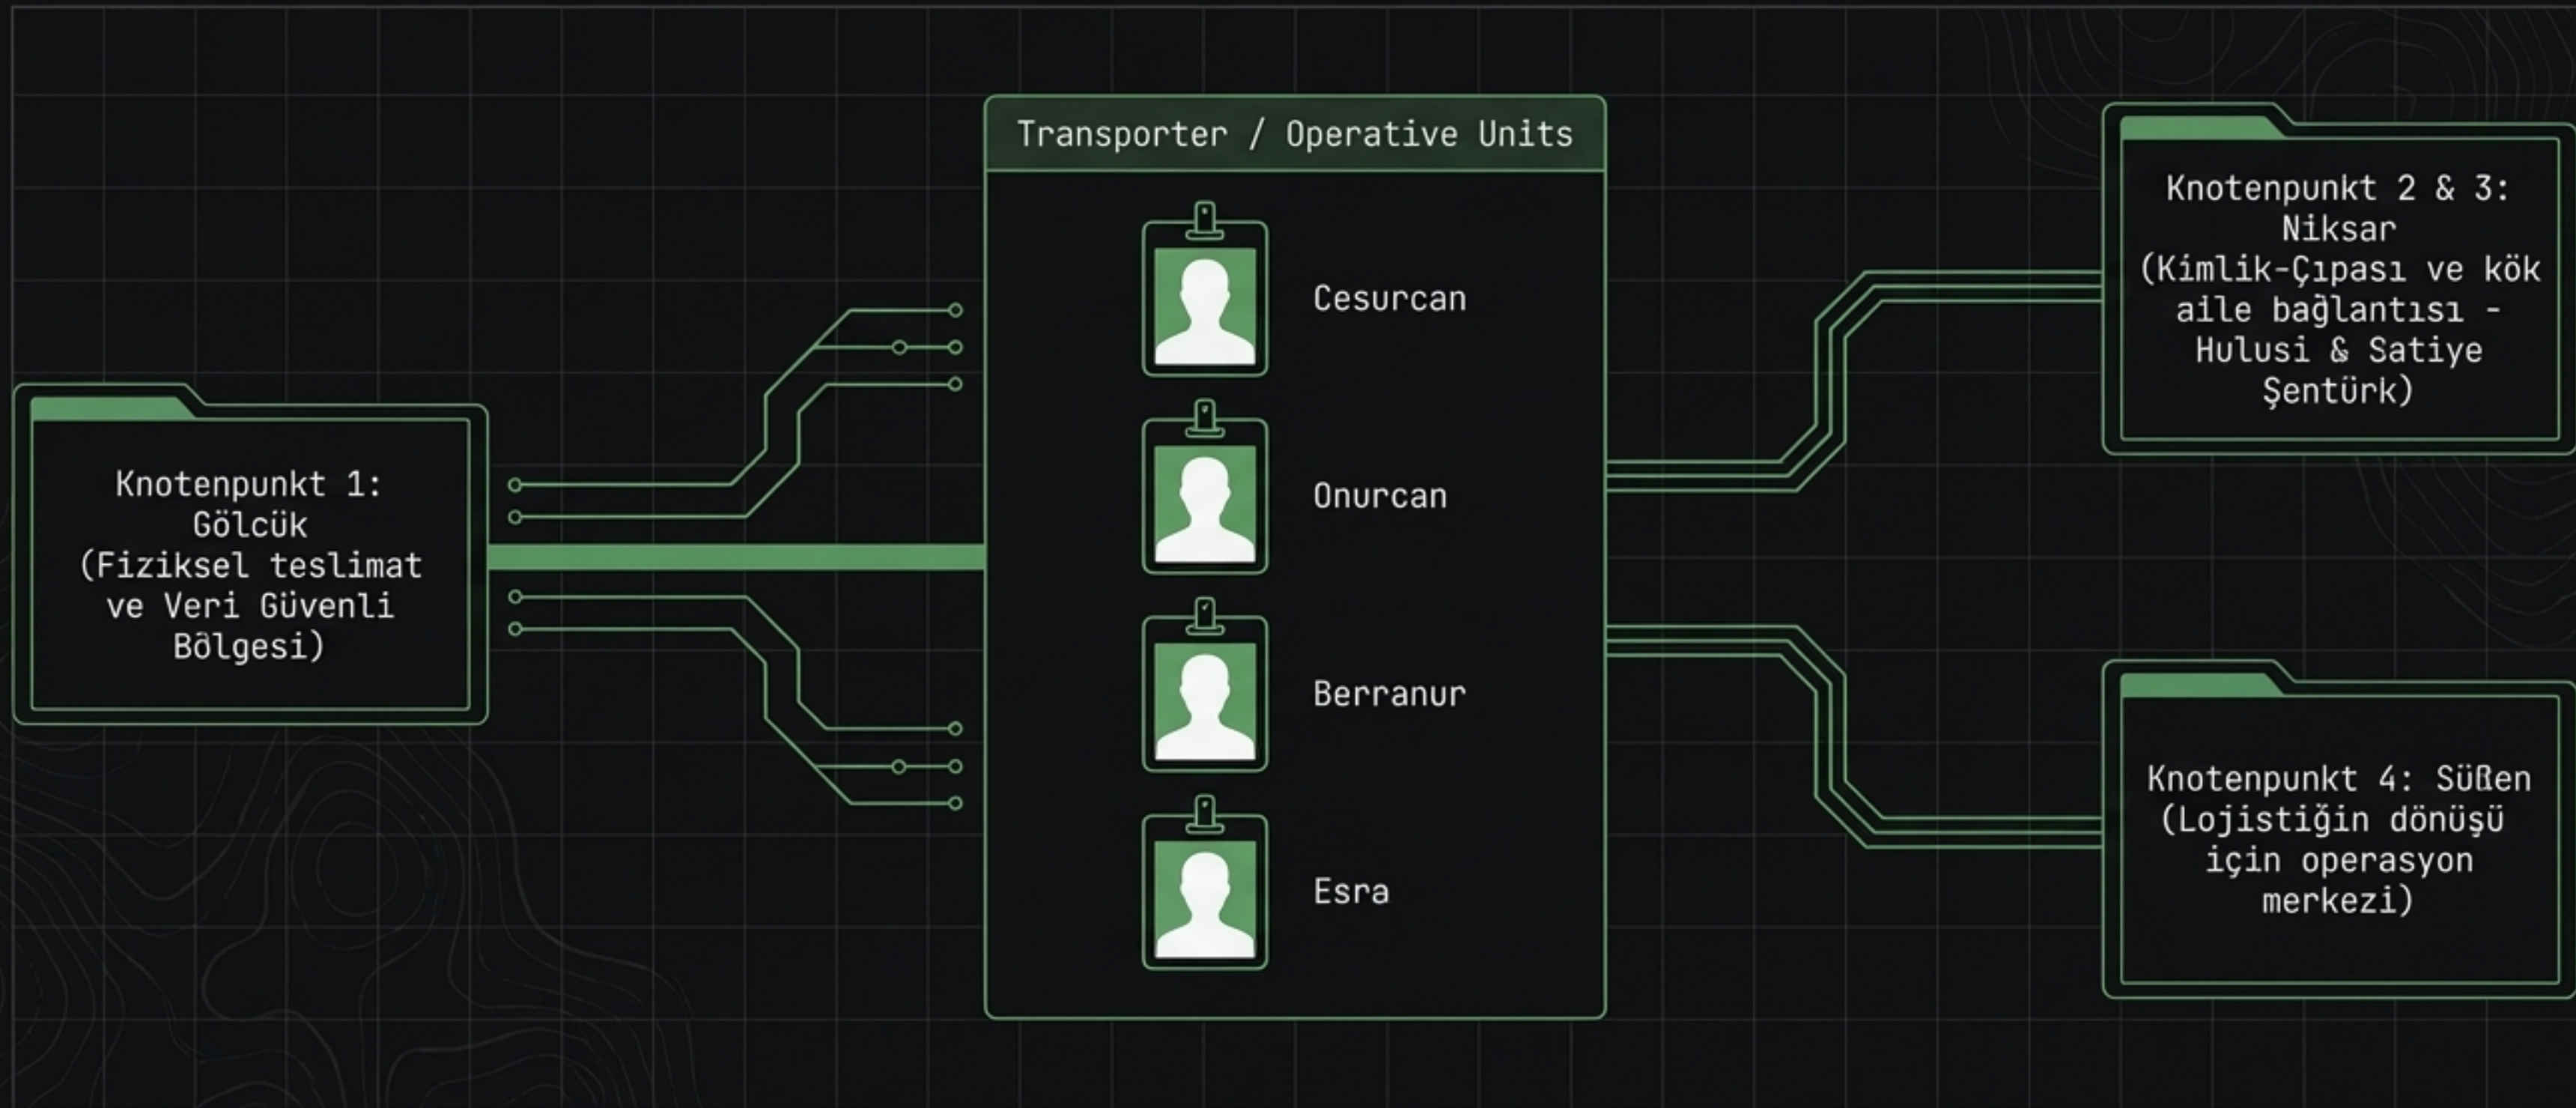 Transporter / Operative Units
Cesurcan
Onurcan
Berranur
Esra
Knotenpunkt 1:
Gölcük
(Fiziksel teslimat
ve Veri Güvenli
Bölgesi)
Knotenpunkt 2 & 3:
Niksar
(Kimlik-Çıpası ve kök
aile bağlantısı -
Hulusi & Satiye
Şentürk)
Knotenpunkt 4: Süßen
(Lojistiğin dönüşü
için operasyon
merkezi)